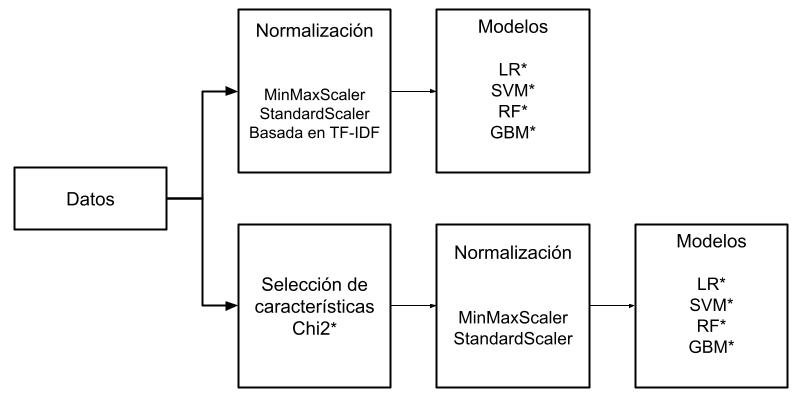 Datos
Normalización
MinMaxScaler
StandardScaler
Basada en TF-IDF
Modelos
LR*
SVM*
RF*
GBM*
Selección de
características
Chi2*
Normalización
MinMaxScaler
StandardScaler
Modelos
LR*
SVM*
RF*
GBM*